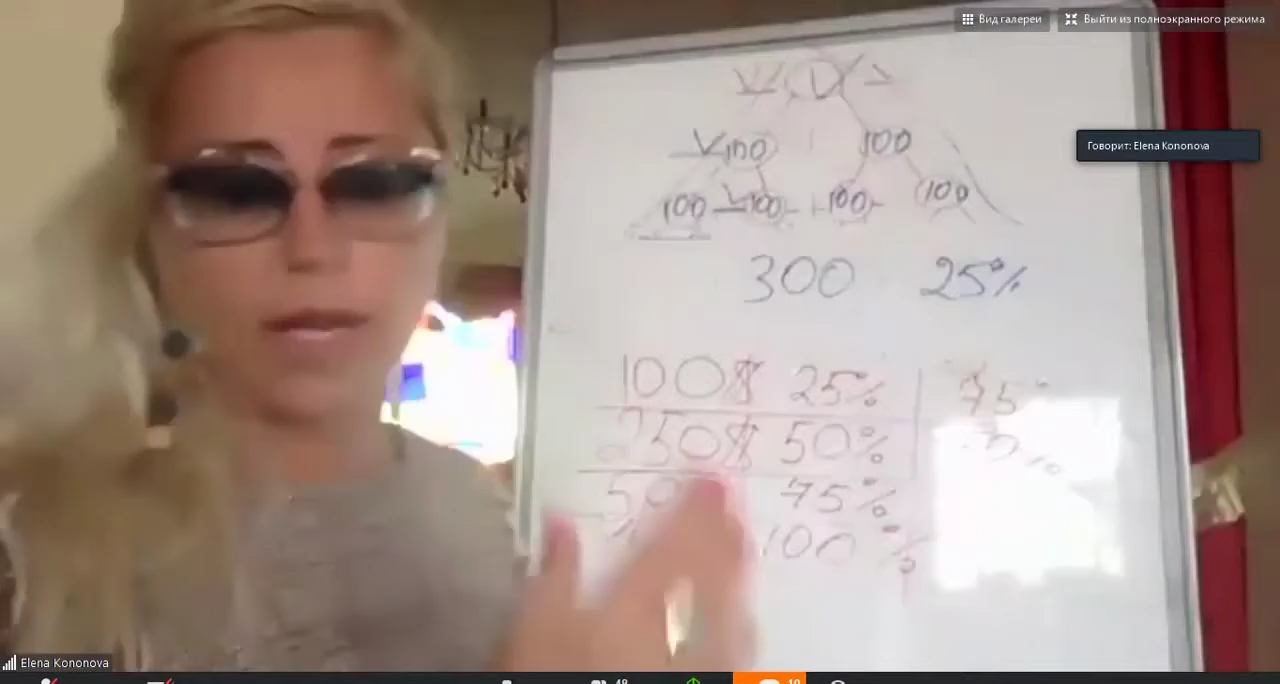 Вид галереи Выйти из полноэкранного режима
Говорит: Elena Kononova
100 100
100 100 100 100
300 25%
100$ 25%
250$ 50%
75%
100%
Elena Kononova